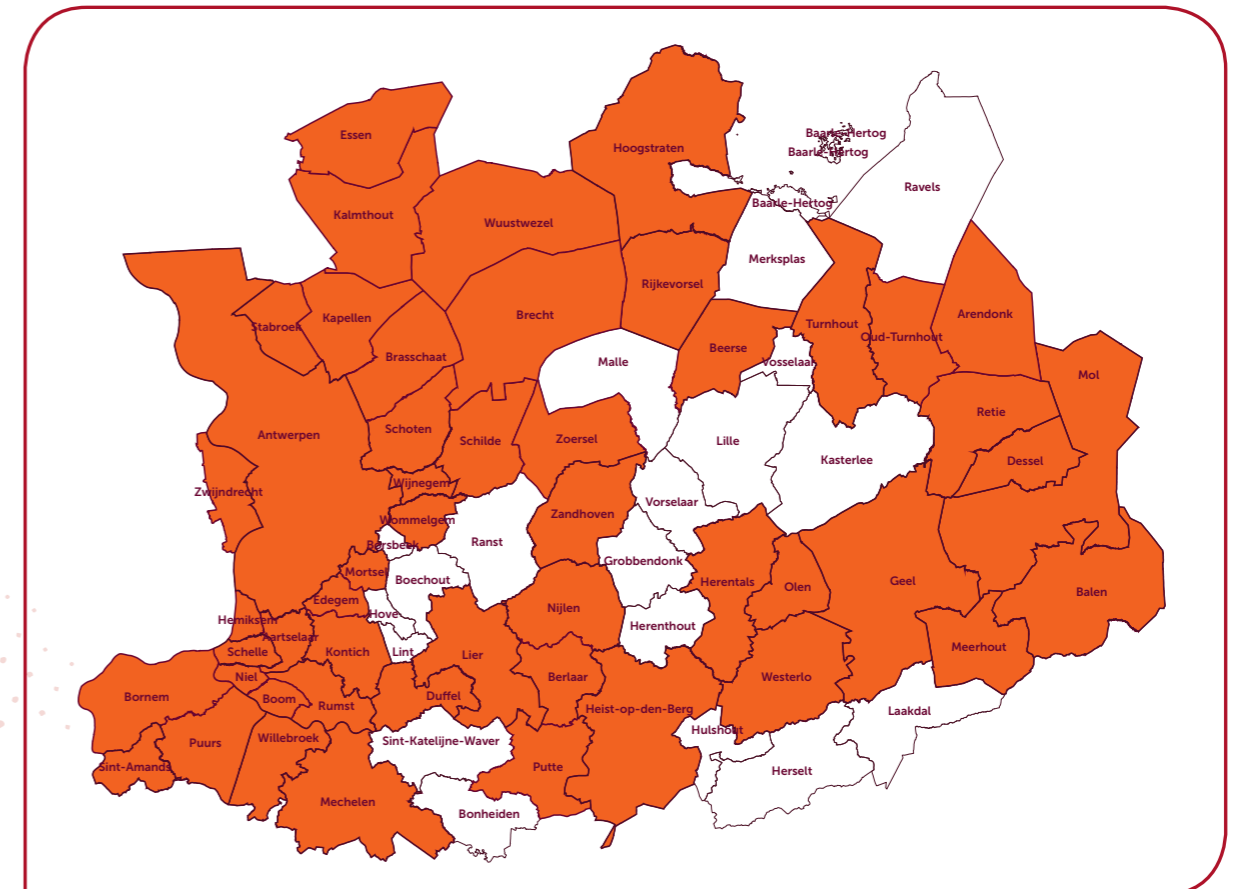 Essen
Baarle-Hertog
Hoogstraten
Baarle-Hertog
Ravels
Baarle-Hertog
Kalmthout
Wuustwezel
Merksplas
Rijkevorsel
Arendonk
Brecht
Kapellen
Turnhout
Stabroek
Oud-Turnhout
Beerse
Brasschaat
Malle
Vosselaar
Mol
Retie
Schoten
Antwerpen
Zoersel
Schilde
Lille
Kasterlee
Dessel
Wijnegem
Zwijndrecht
Vorselaar
Zandhoven
Wommelgem
Ranst
Borsbeek
Grobbendonk
Mortsel
Boechout
Herentals
Geel
Olen
Balen
Edegem
Nijlen
Hove
Hemiksem
Herenthout
Aartselaar
Schelle
Kontich
Lint
Lier
Meerhout
Niel
Berlaar
Westerlo
Bornem
Boom
Duffel
Rumst
Heist-op-den-Berg
Laakdal
Hulshout
Willebroek
Puurs
Sint-Katelijne-Waver
Sint-Amands
Putte
Herselt
Mechelen
Bonheiden